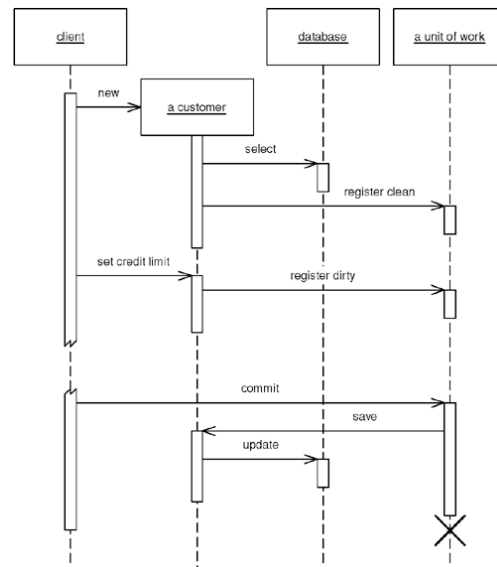 client
database
a unit of work
new
a customer
select
register clean
set credit limit
register dirty
commit
save
update